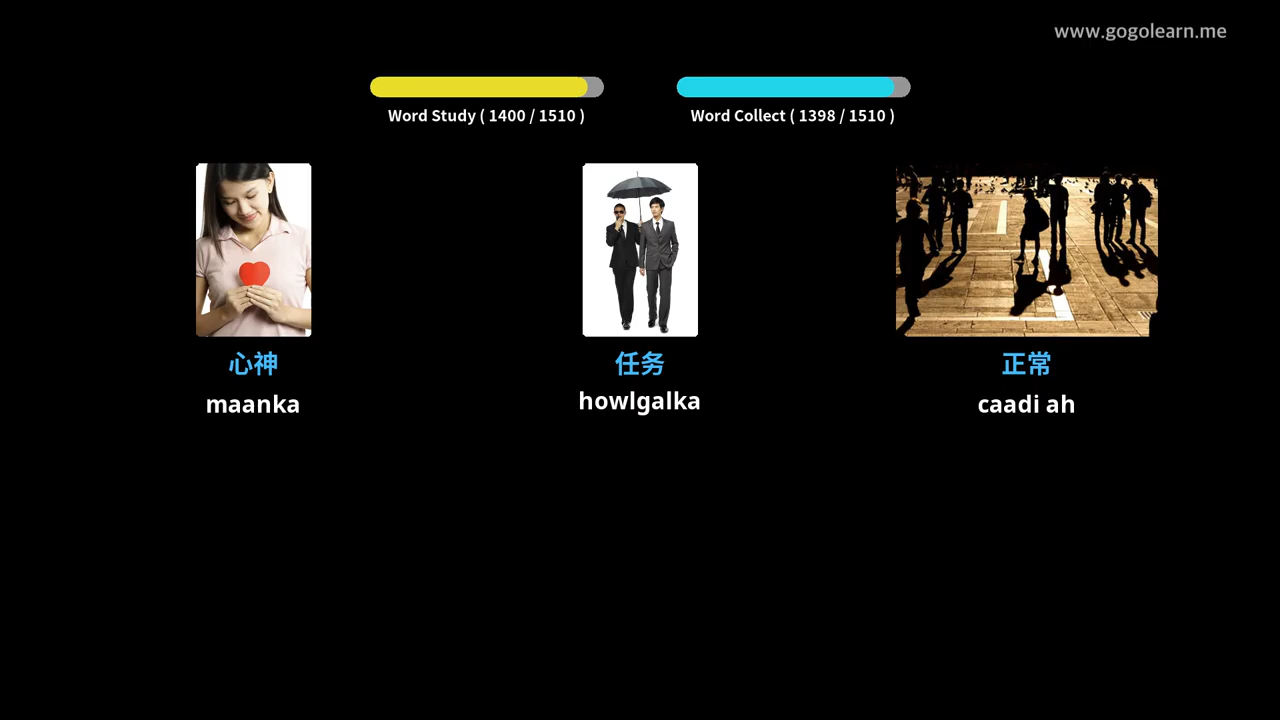 www.gogolearn.me
Word Study ( 1400 / 1510 )
Word Collect ( 1398 / 1510 )
心神
任务
正常
maanka
howlgalka
caadi ah